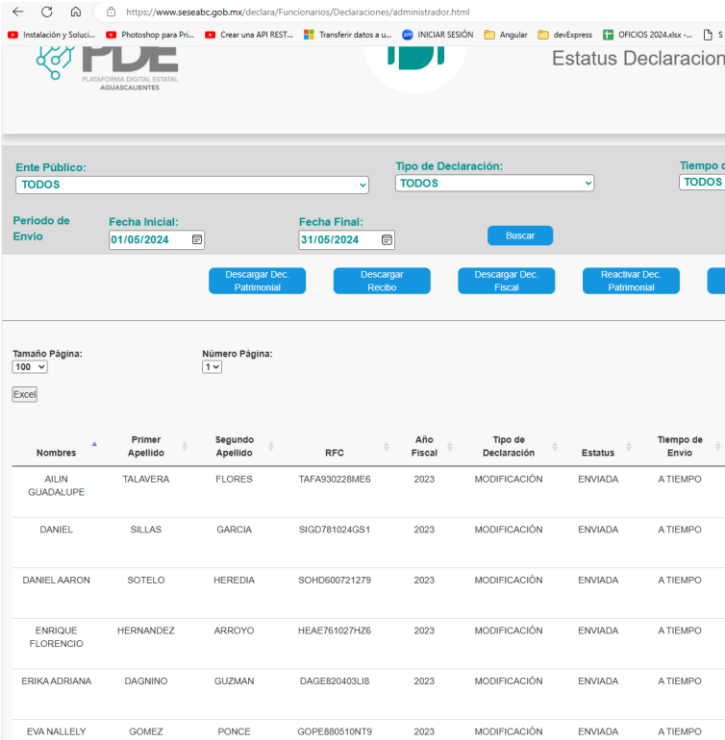 https://www.seseabc.gob.mx/declara/Funcionarios/Declaraciones/administrador.html
Instalación y Soluci... Photoshop para Pri... Crear una API REST... Transferir datos a u... INICIAR SESIÓN Angular devExpress OFICIOS 2024.xlsx -... S
PDE
PLATAFORMA DIGITAL ESTATAL
AGUASCALIENTES
Estatus Declaracion
Ente Público: Tipo de Declaración: Tiempo d
TODOS TODOS TODOS
Periodo de Envio Fecha Inicial: Fecha Final:
01/05/2024 31/05/2024 Buscar
Descargar Dec. Patrimonial Descargar Recibo Descargar Dec. Fiscal Reactivar Dec. Patrimonial
Tamaño Página: Número Página:
100 1
Excel
Nombres Primer Apellido Segundo Apellido RFC Año Fiscal Tipo de Declaración Estatus Tiempo de Envio
AILIN GUADALUPE TALAVERA FLORES TAFA930228ME6 2023 MODIFICACIÓN ENVIADA A TIEMPO
DANIEL SILLAS GARCIA SIGD781024GS1 2023 MODIFICACIÓN ENVIADA A TIEMPO
DANIEL AARON SOTELO HEREDIA SOHD600721279 2023 MODIFICACIÓN ENVIADA A TIEMPO
ENRIQUE FLORENCIO HERNANDEZ ARROYO HEAE761027HZ6 2023 MODIFICACIÓN ENVIADA A TIEMPO
ERIKA ADRIANA DAGNINO GUZMAN DAGE820403LI8 2023 MODIFICACIÓN ENVIADA A TIEMPO
EVA NALLELY GOMEZ PONCE GOPE880510NT9 2023 MODIFICACIÓN ENVIADA A TIEMPO